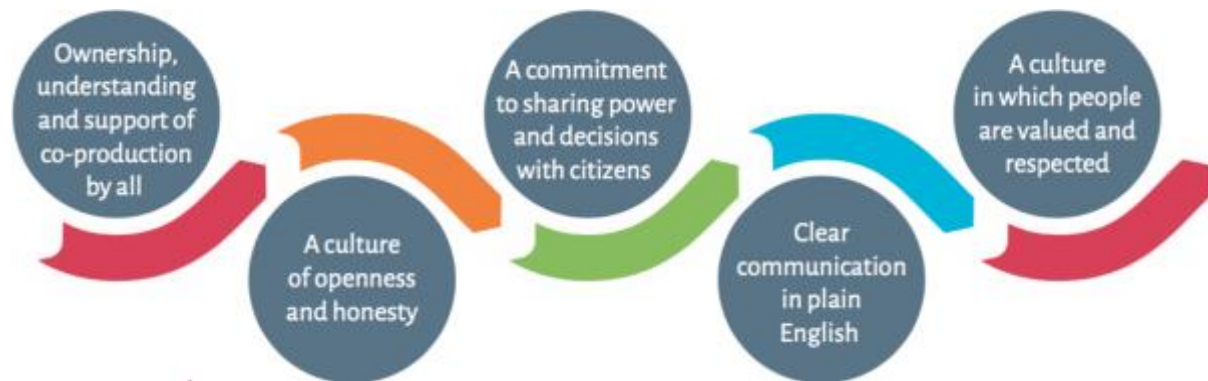 Ownership,
understanding
and support of
co-production
by all
A culture
of openness
and honesty
A commitment
to sharing power
and decisions
with citizens
Clear
communication
in plain
English
A culture
in which people
are valued and
respected